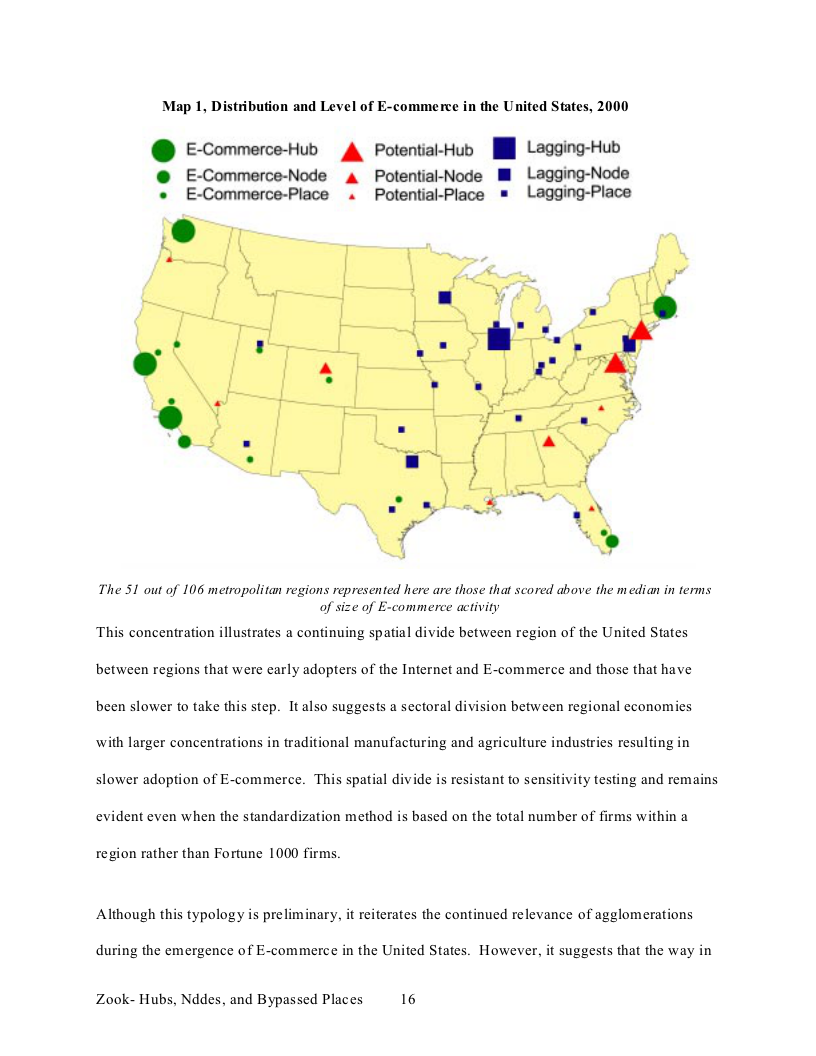 Map 1, Distribution and Level of E-commerce in the United States, 2000
E-Commerce-Hub Potential-Hub Lagging-Hub
E-Commerce-Node Potential-Node Lagging-Node
E-Commerce-Place Potential-Place Lagging-Place
The 51 out of 106 metropolitan regions represented here are those that scored above the median in terms
of size of E-commerce activity
This concentration illustrates a continuing spatial divide between region of the United States
between regions that were early adopters of the Internet and E-commerce and those that have
been slower to take this step. It also suggests a sectoral division between regional economies
with larger concentrations in traditional manufacturing and agriculture industries resulting in
slower adoption of E-commerce. This spatial divide is resistant to sensitivity testing and remains
evident even when the standardization method is based on the total number of firms within a
region rather than Fortune 1000 firms.
Although this typology is preliminary, it reiterates the continued relevance of agglomerations
during the emergence of E-commerce in the United States. However, it suggests that the way in
Zook- Hubs, Nddes, and Bypassed Places 16